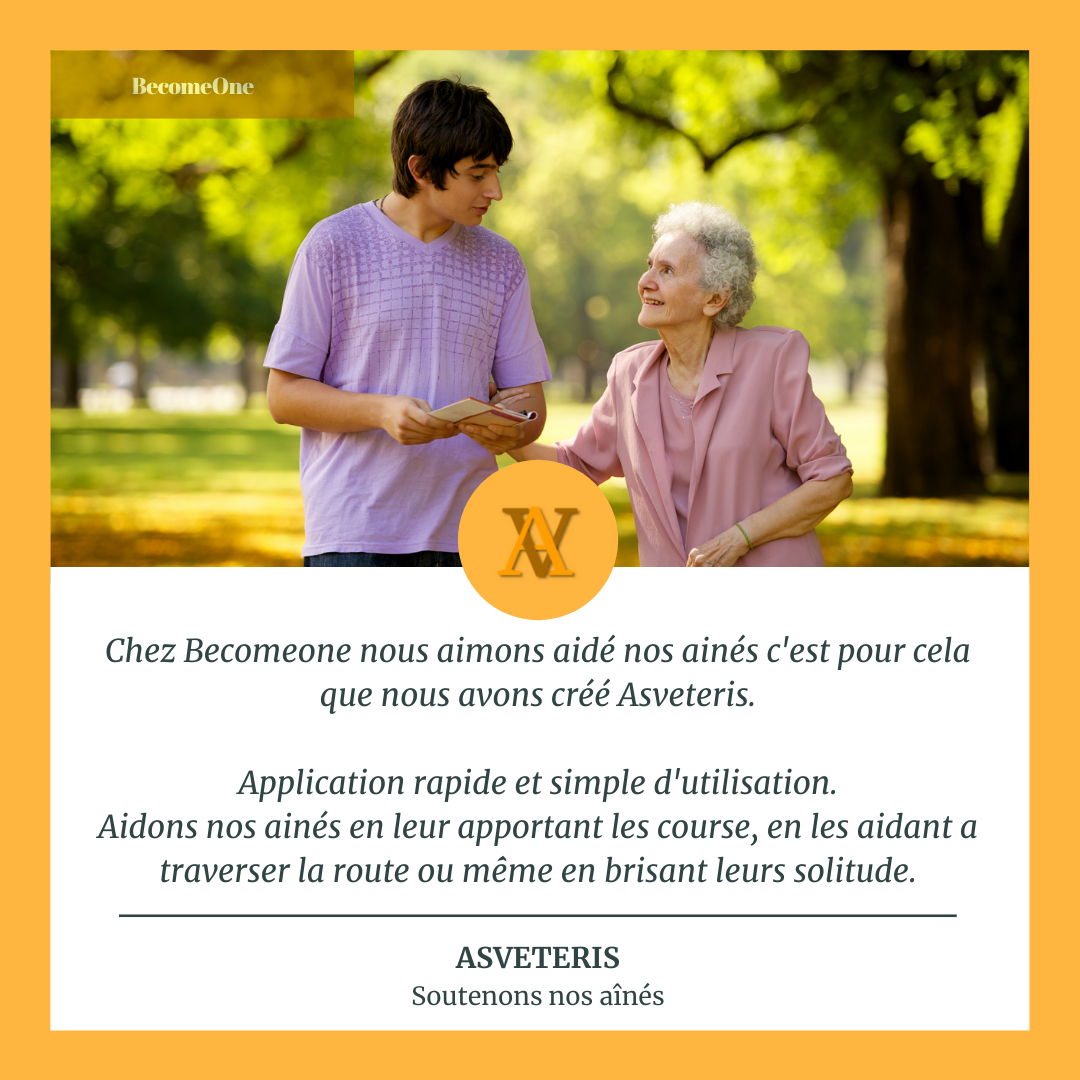 BecomeOne
AV
Chez Becomeone nous aimons aidé nos ainés c'est pour cela
que nous avons créé Asveteris.
Application rapide et simple d'utilisation.
Aidons nos ainés en leur apportant les course, en les aidant a
traverser la route ou même en brisant leurs solitude.
ASVETERIS
Soutenons nos aînés